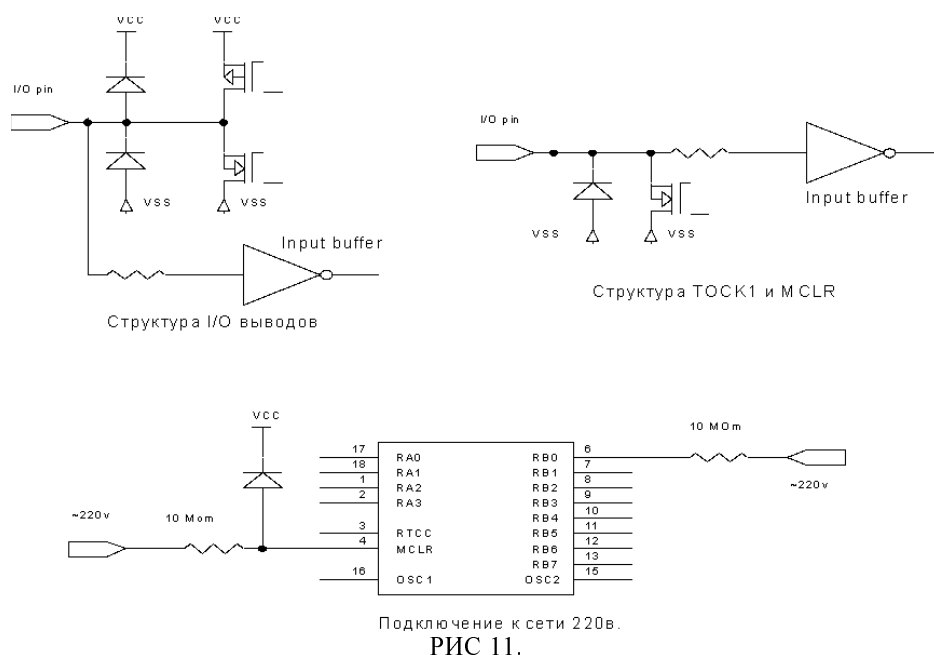 VCC
VCC
I/O pin
VSS
VSS
Input buffer
Структура I/O выводов
I/O pin
Input buffer
VSS
VSS
Структура TOCK1 и MCLR
VCC
~220v
10 Mom
17
RA0
18
RA1
1
RA2
2
RA3
3
RTCC
4
MCLR
16
OSC1
RB0
6
RB1
7
RB2
8
RB3
9
RB4
10
RB5
11
RB6
12
RB7
13
OSC2
15
10 MOm
~220v
Подключение к сети 220в.
РИС 11.